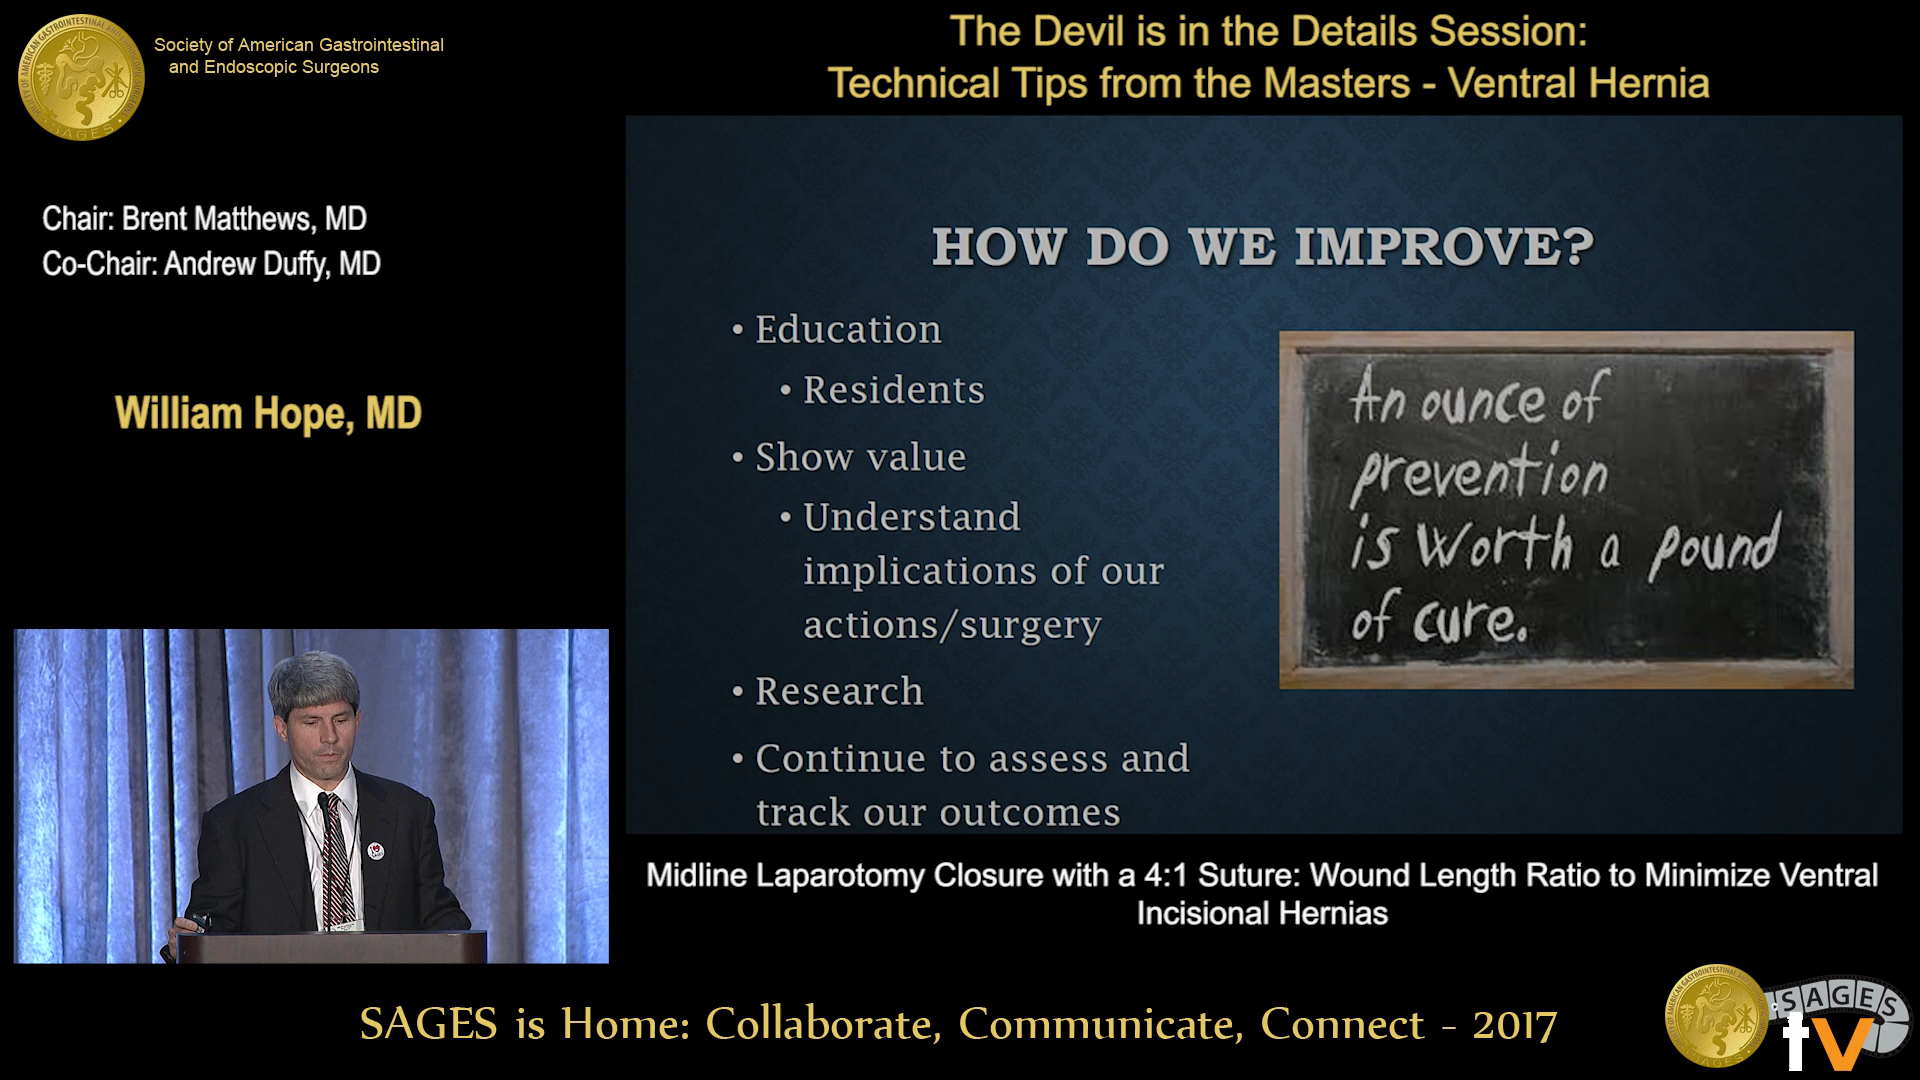 Society of American Gastrointestinal
and Endoscopic Surgeons
The Devil is in the Details Session:
Technical Tips from the Masters - Ventral Hernia
Chair: Brent Matthews, MD
Co-Chair: Andrew Duffy, MD
William Hope, MD
HOW DO WE IMPROVE?
• Education
• Residents
• Show value
• Understand
implications of our
actions/surgery
• Research
• Continue to assess and
track our outcomes
An ounce of
prevention
is worth a pound
of cure.
Midline Laparotomy Closure with a 4:1 Suture: Wound Length Ratio to Minimize Ventral
Incisional Hernias
SAGES is Home: Collaborate, Communicate, Connect - 2017
SAGES
tv